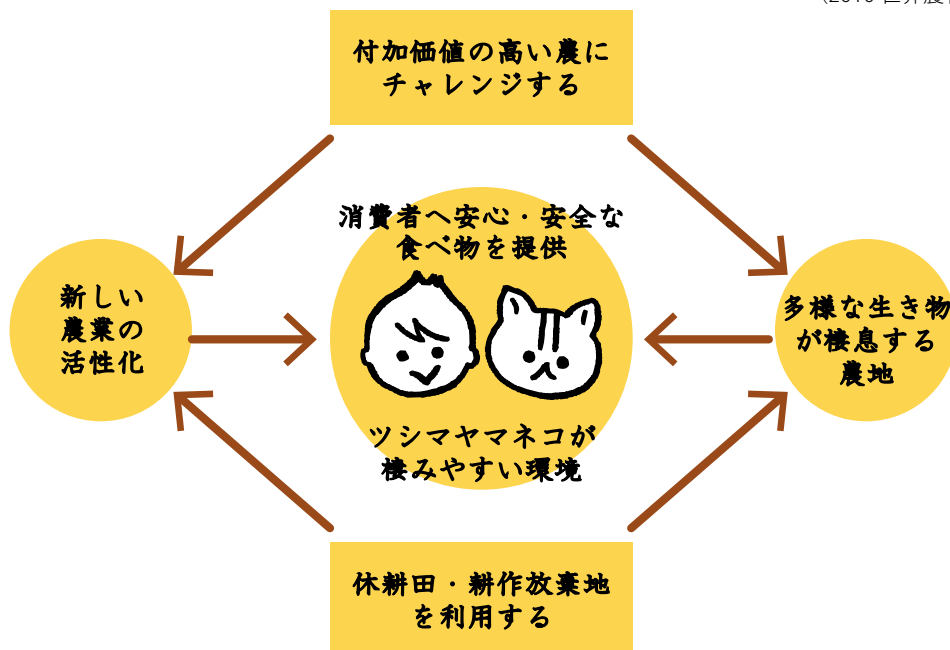 (2010 世界農
付加価値の高い農に
チャレンジする
消費者へ安心・安全な
食べ物を提供
新しい
農業の
活性化
多様な生き物
が棲息する
農地
ツシマヤマネコが
棲みやすい環境
休耕田・耕作放棄地
を利用する